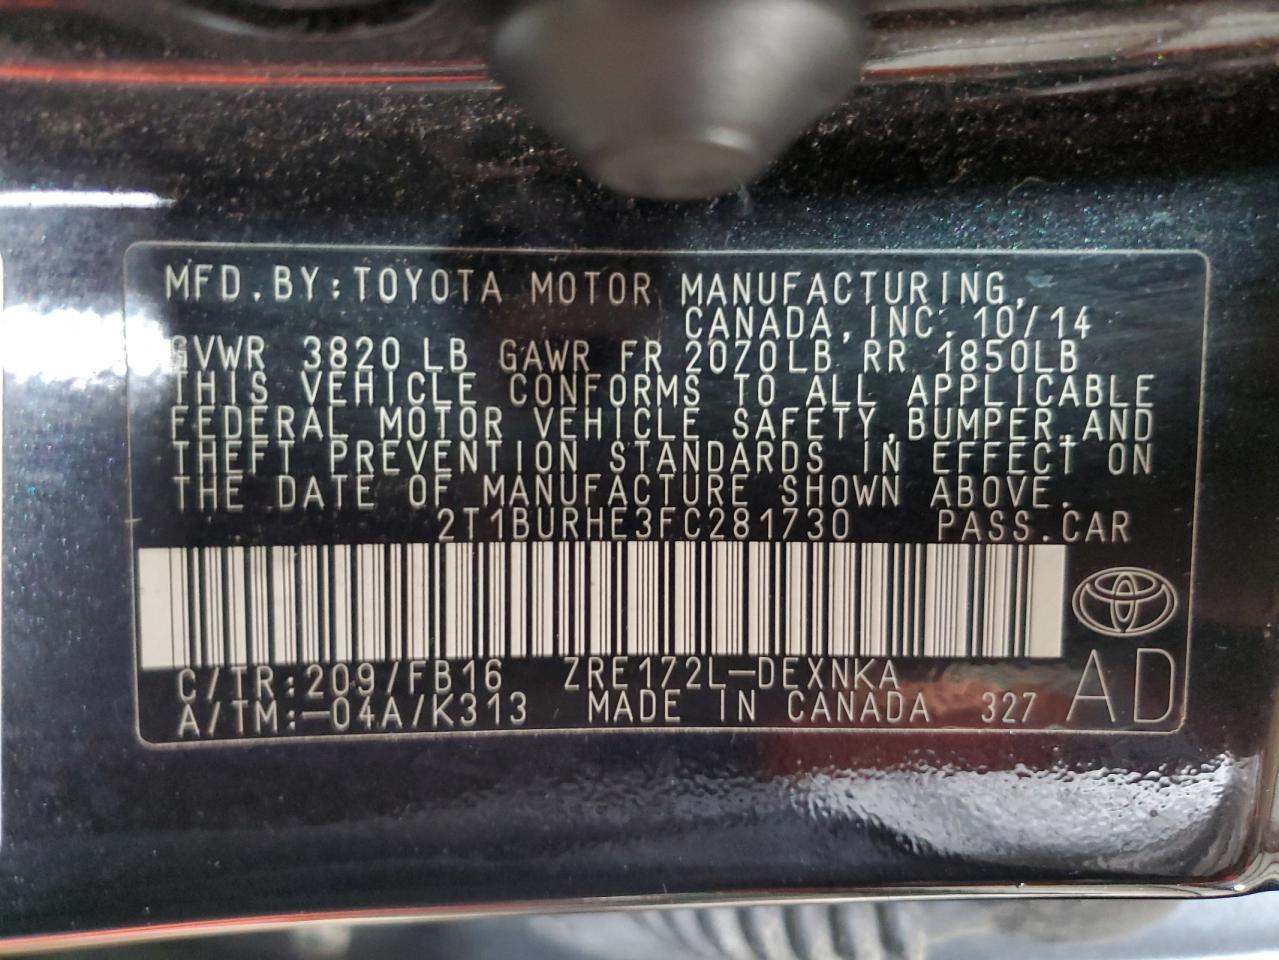 MFD. BY: TOYOTA MOTOR MANUFACTURING,
CANADA, INC. 10/14
GVWR 3820 LB GAWR FR 2070LB RR 1850LB
THIS VEHICLE CONFORMS TO ALL APPLICABLE
FEDERAL MOTOR VEHICLE SAFETY, BUMPER, AND
THEFT PREVENTION STANDARDS IN EFFECT ON
THE DATE OF MANUFACTURE SHOWN ABOVE.
2T1BURHE3FC281730 PASS. CAR
C/TR: 209/FB16 ZRE172L-DEXNKA
A/TM:-04A/K313 MADE IN CANADA 327 AD